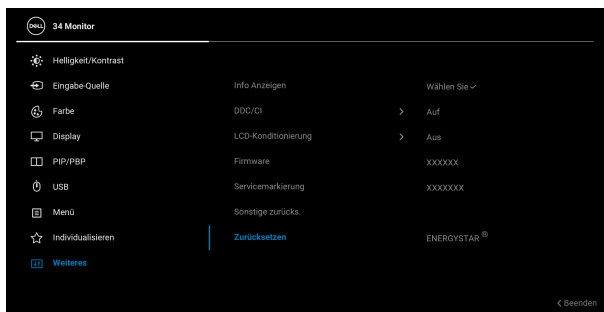 DELL 34 Monitor
Helligkeit/Kontrast
Eingabe-Quelle Info Anzeigen Wählen Sie ✓
Farbe DDC/CI > Auf
Display LCD-Konditionierung > Aus
PIP/PBP Firmware XXXXXX
USB Servicemarkierung XXXXXXX
Menü Sonstige zurücks.
Individualisieren Zurücksetzen ENERGYSTAR ®
Weiteres
< Beenden